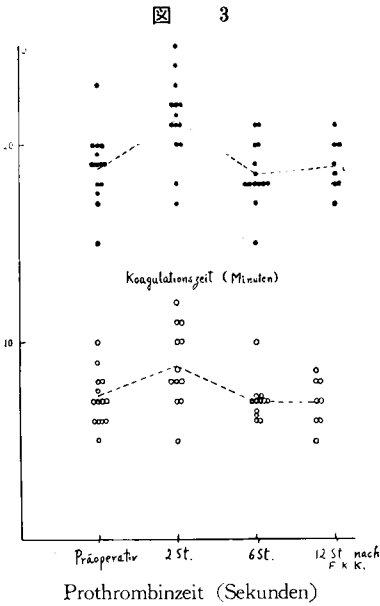 図 3
20
Koagulationszeit (Minuten)
10
Präoperativ 2 St. 6 St. 12 St nach
F k K.
Prothrombinzeit (Sekunden)